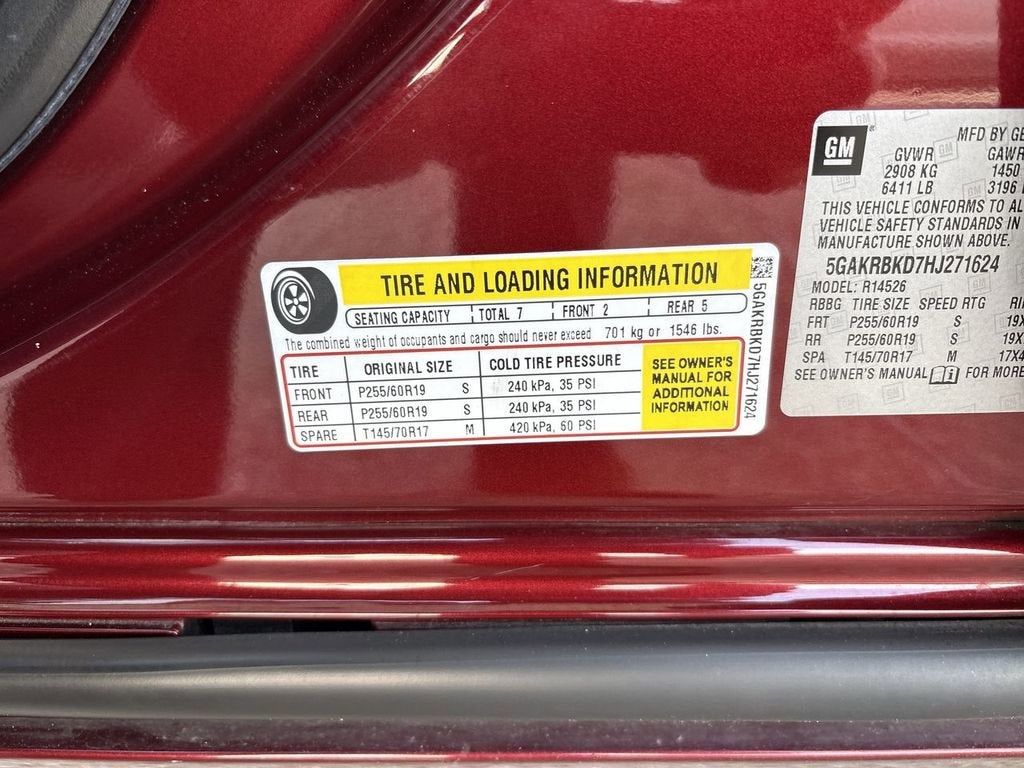 TIRE AND LOADING INFORMATION
SEATING CAPACITY TOTAL 7 FRONT 2 REAR 5
The combined weight of occupants and cargo should never exceed 701 kg or 1546 lbs.
TIRE ORIGINAL SIZE COLD TIRE PRESSURE
FRONT P255/60R19 S 240 kPa, 35 PSI
REAR P255/60R19 S 240 kPa, 35 PSI
SPARE T145/70R17 M 420 kPa, 60 PSI
SEE OWNER'S
MANUAL FOR
ADDITIONAL
INFORMATION
5GAKRBKD7HJ271624
GM
MFD BY GE
GVWR GAWR
2908 KG 1450
6411 LB 3196
THIS VEHICLE CONFORMS TO AL
VEHICLE SAFETY STANDARDS IN
MANUFACTURE SHOWN ABOVE.
5GAKRBKD7HJ271624
MODEL: R14526
RBBG TIRE SIZE SPEED RTG RI
FRT P255/60R19 S 19X
RR P255/60R19 S 19X
SPA T145/70R17 M 17X4
SEE OWNER'S MANUAL FOR MORE